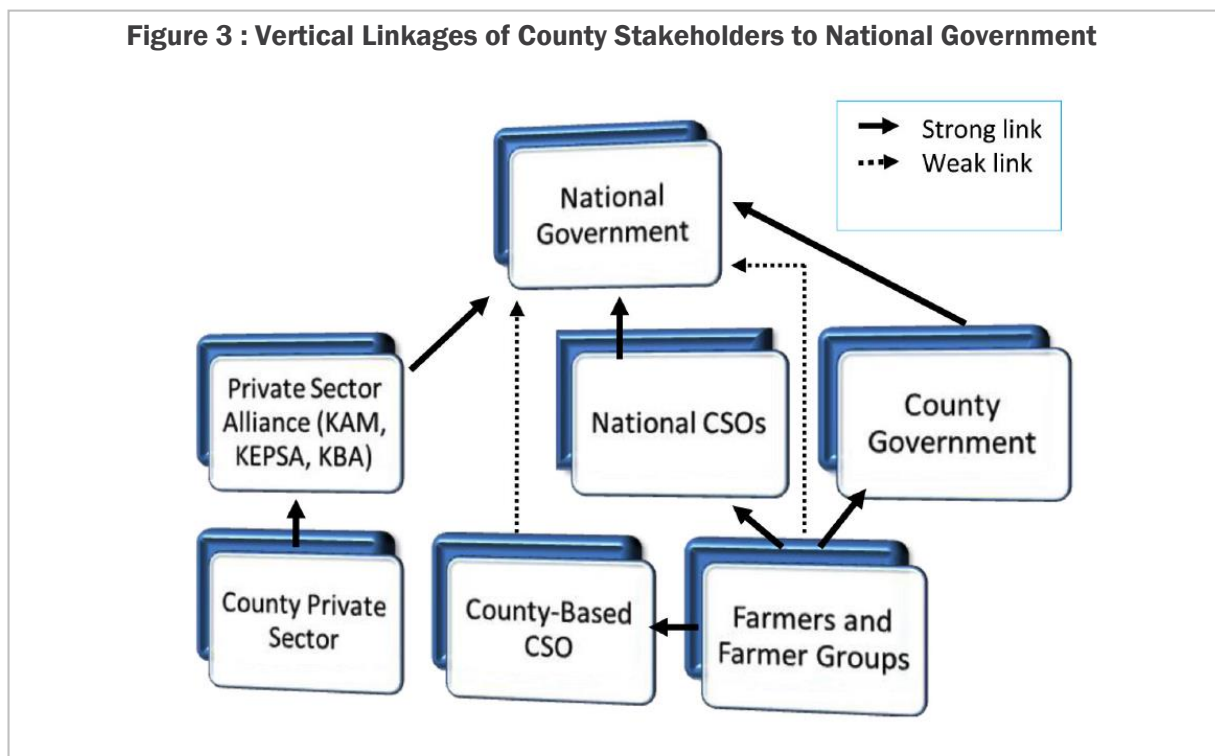 Figure 3 : Vertical Linkages of County Stakeholders to National Government
Strong link
Weak link
National
Government
Private Sector
Alliance (KAM,
KEPSA, KBA)
National CSOs
County
Government
County Private
Sector
County-Based
CSO
Farmers and
Farmer Groups